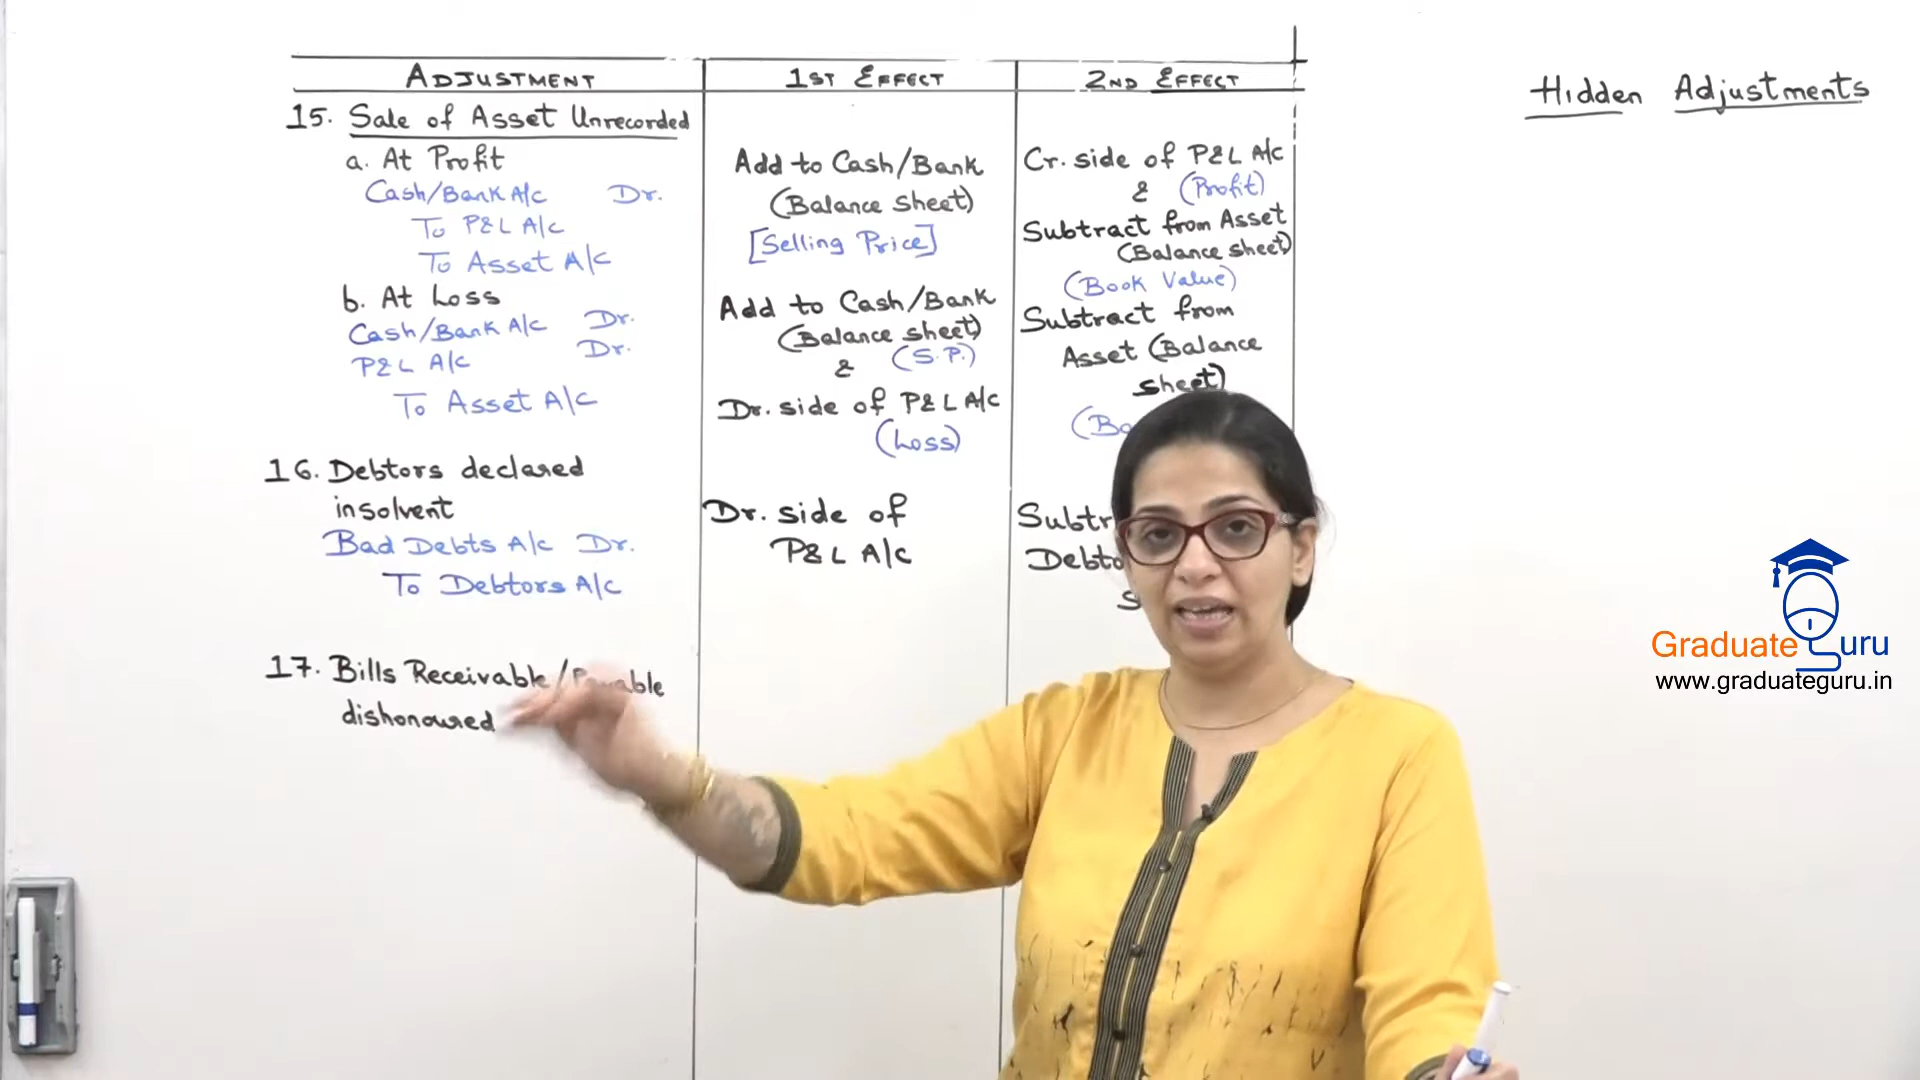 ADJUSTMENT 1ST EFFECT 2ND EFFECT
15. Sale of Asset Unrecorded
a. At Profit
Cash/Bank A/c Dr.
To P&L A/c
To Asset A/c
b. At Loss
Cash/Bank A/c Dr.
P&L A/c Dr.
To Asset A/c
16. Debtors declared
insolvent
Bad Debts A/c Dr.
To Debtors A/c
17. Bills Receivable/Payable
dishonoured
Add to Cash/Bank
(Balance sheet)
[Selling Price]
Add to Cash/Bank
(Balance sheet)
& (S.P.)
Dr. side of P&L A/c
(Loss)
Dr. side of
P&L A/c
Cr. side of P&L A/c
& (Profit)
Subtract from Asset
(Balance sheet)
(Book Value)
Subtract from
Asset (Balance
sheet)
Hidden Adjustments
GraduateGuru
www.graduateguru.in